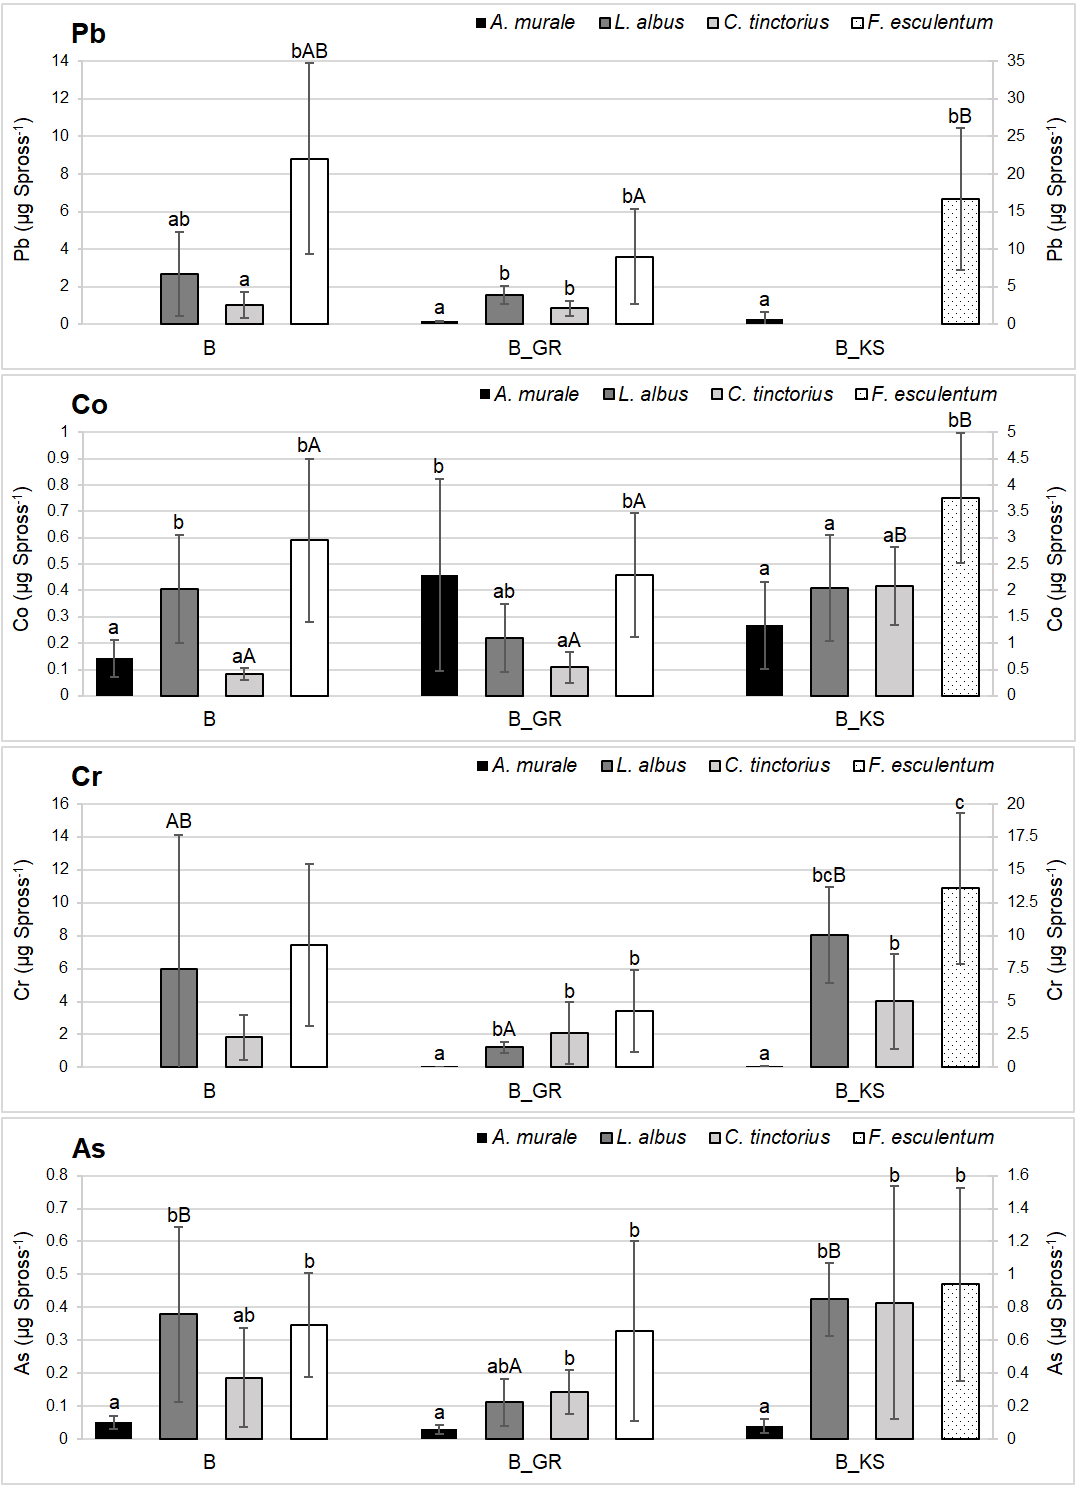 Pb
A. murale L. albus C. tinctorius F. esculentum
Pb (µg Spross-1)
14
12
10
8
6
4
2
0
ab
a
bAB
a
b
b
bA
a
bB
35
30
25
20
15
10
5
0
Pb (µg Spross-1)
B B_GR B_KS
Co
A. murale L. albus C. tinctorius F. esculentum
Co (µg Spross-1)
1
0.9
0.8
0.7
0.6
0.5
0.4
0.3
0.2
0.1
0
a
b
aA
bA
b
ab
aA
bA
a
a
aB
bB
5
4.5
4
3.5
3
2.5
2
1.5
1
0.5
0
Co (µg Spross-1)
B B_GR B_KS
Cr
A. murale L. albus C. tinctorius F. esculentum
Cr (µg Spross-1)
16
14
12
10
8
6
4
2
0
AB
a
bA
b
b
a
bcB
b
c
20
17.5
15
12.5
10
7.5
5
2.5
0
Cr (µg Spross-1)
B B_GR B_KS
As
A. murale L. albus C. tinctorius F. esculentum
As (µg Spross-1)
0.8
0.7
0.6
0.5
0.4
0.3
0.2
0.1
0
a
bB
ab
b
a
abA
b
b
a
bB
b
b
1.6
1.4
1.2
1
0.8
0.6
0.4
0.2
0
As (µg Spross-1)
B B_GR B_KS